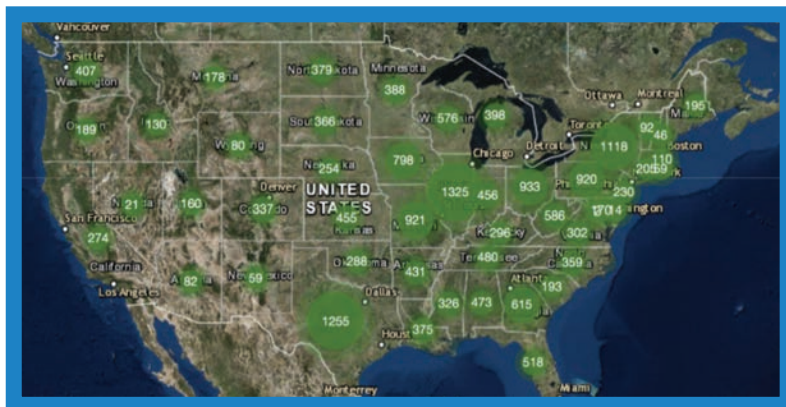 Vancouver
Seattle
407
Washington
178
379
Minnesota
388
Ottawa
Montreal
195
189
130
366
576
398
Toronto
92
46
Boston
80
Chicago
Detroit
1118
254
798
110
20569
Denver
UNITED
STATES
1325
456
933
920
230
21
160
337
455
921
586
San Francisco
274
296
302
California
288
480
359
Los Angeles
82
59
431
Atlanta
193
Dallas
326
473
615
1255
Houst
375
518
Monterrey
Miami